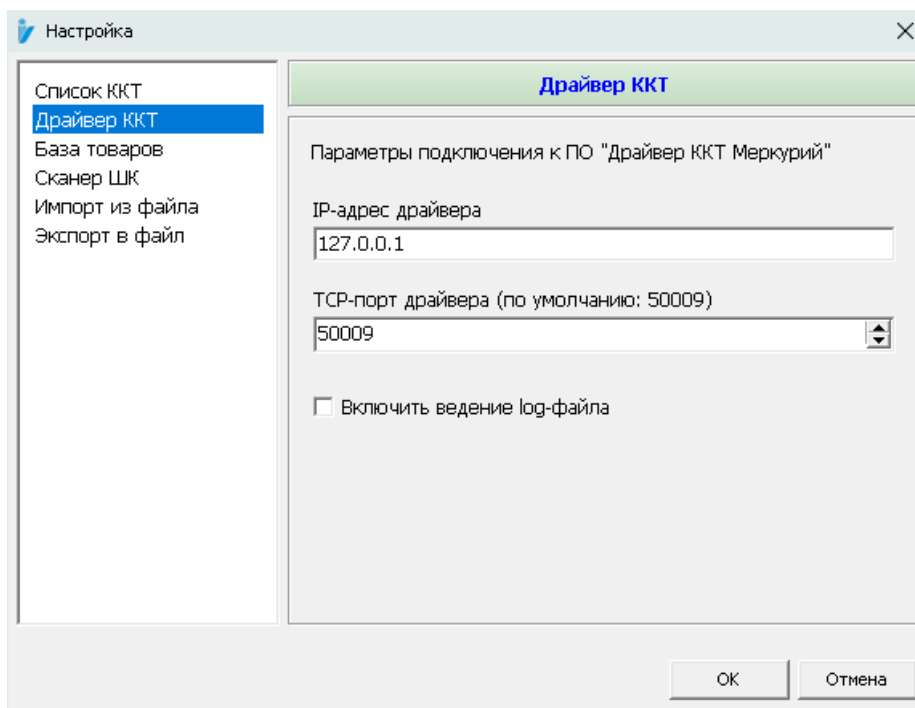 Настройка
Список ККТ
Драйвер ККТ
База товаров
Сканер ШК
Импорт из файла
Экспорт в файл
Драйвер ККТ
Параметры подключения к ПО "Драйвер ККТ Меркурий"
IP-адрес драйвера
127.0.0.1
TCP-порт драйвера (по умолчанию: 50009)
50009
Включить ведение log-файла
ОК
Отмена